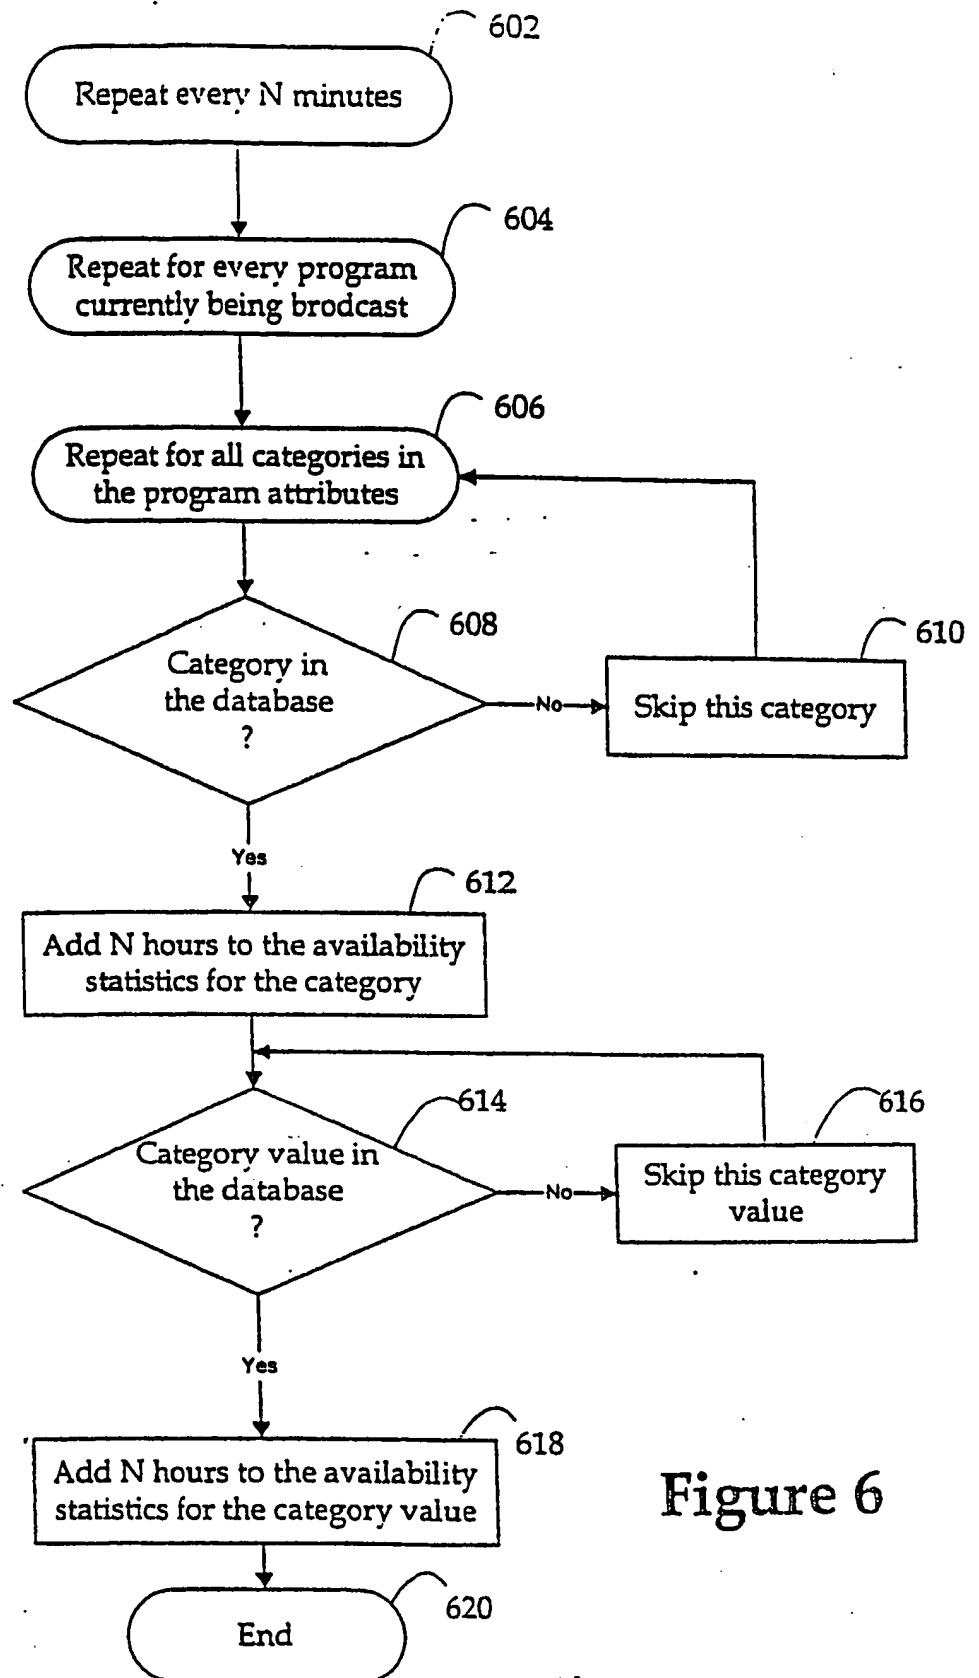 602
Repeat every N minutes
604
Repeat for every program
currently being brodcast
606
Repeat for all categories in
the program attributes
608
Category in
the database
?
No
610
Skip this category
Yes
612
Add N hours to the availability
statistics for the category
614
Category value in
the database
?
No
616
Skip this category
value
Yes
618
Add N hours to the availability
statistics for the category value
Figure 6
620
End